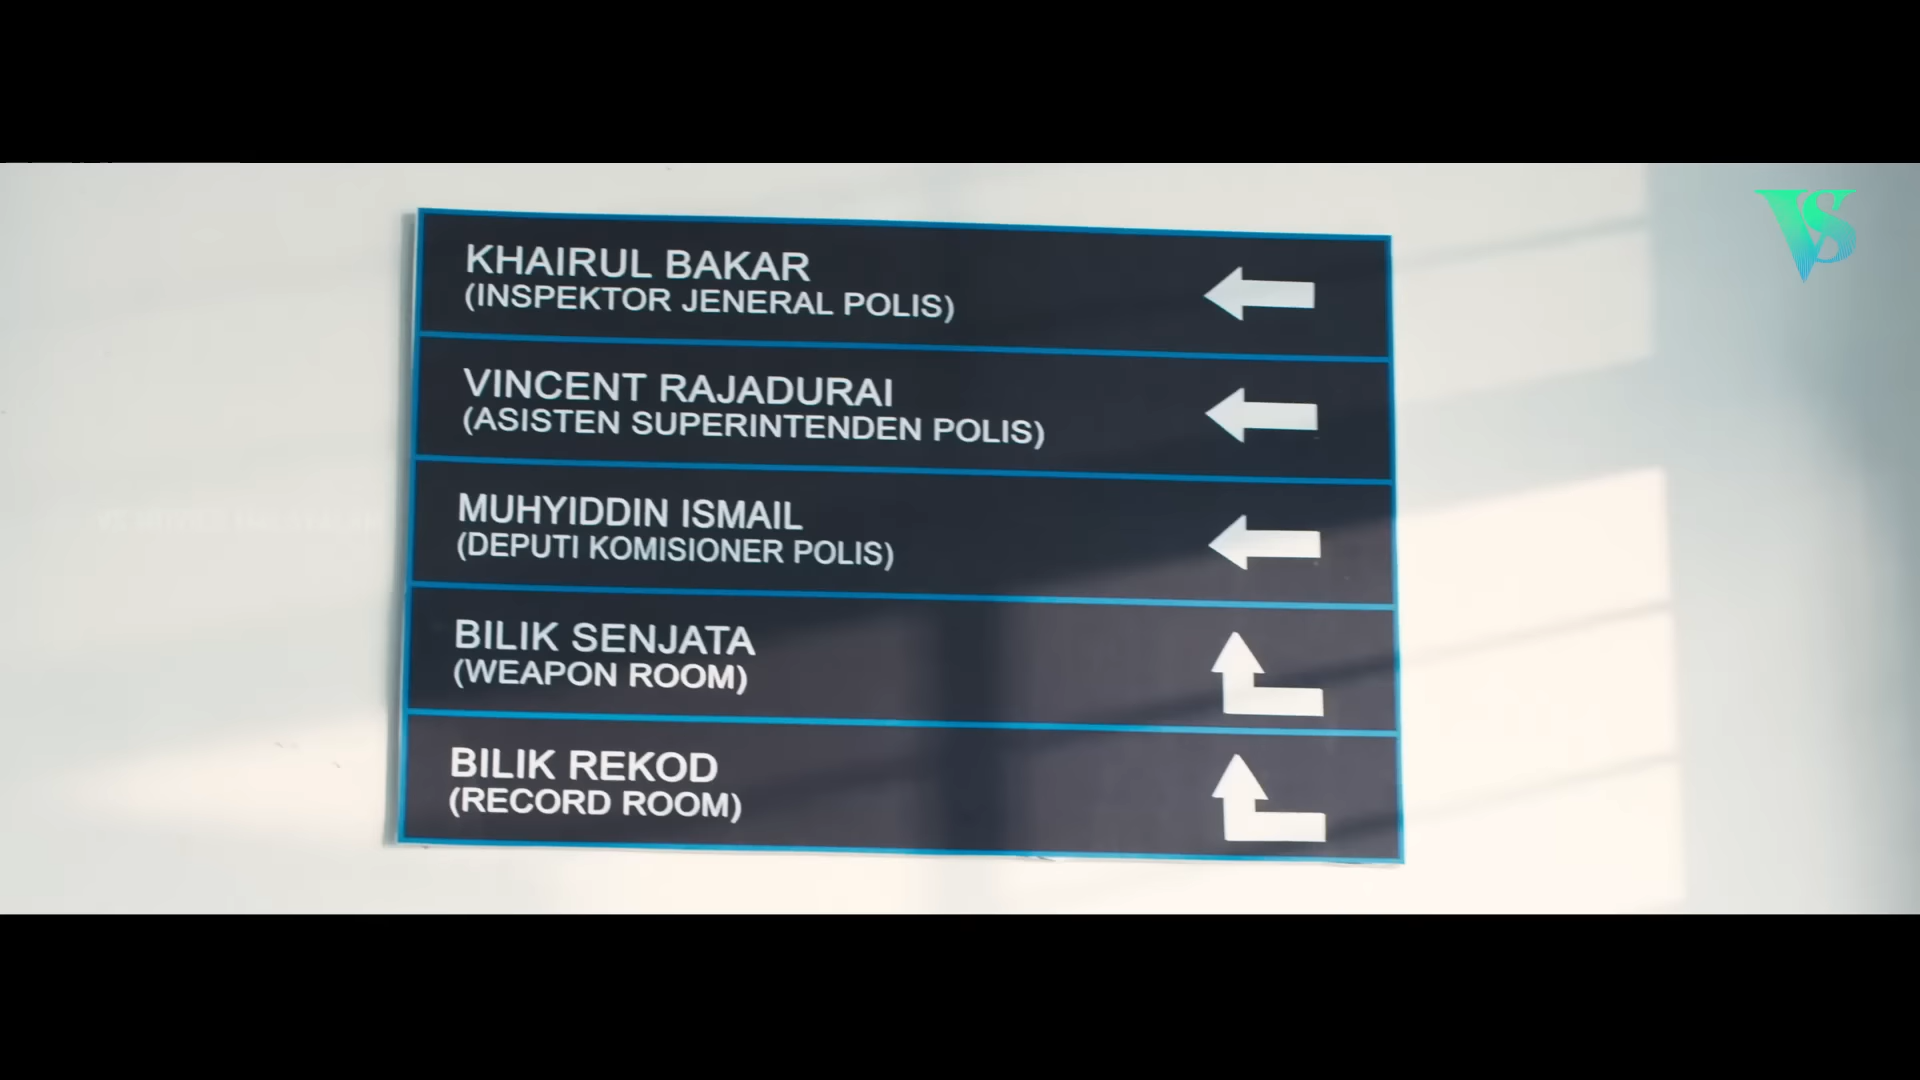 KHAIRUL BAKAR
(INSPEKTOR JENERAL POLIS)
VINCENT RAJADURAI
(ASISTEN SUPERINTENDEN POLIS)
MUHYIDDIN ISMAIL
(DEPUTI KOMISIONER POLIS)
BILIK SENJATA
(WEAPON ROOM)
BILIK REKOD
(RECORD ROOM)
VS